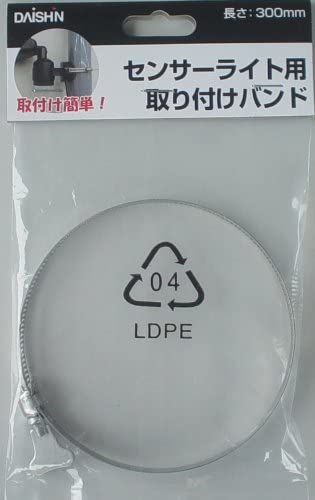 DAISHIN
長さ：300mm
取付け簡単！
センサーライト用
取り付けバンド
04
LDPE